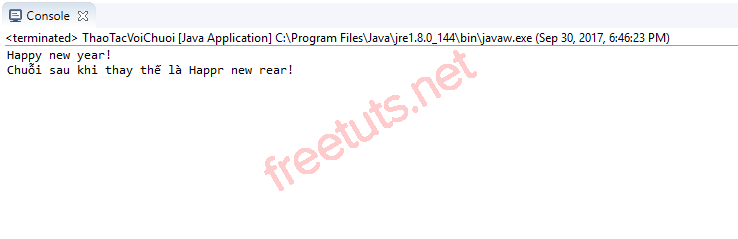 Console
<terminated> ThaoTacVoiChuoi [Java Application] C:\Program Files\Java\jre1.8.0_144\bin\javaw.exe (Sep 30, 2017, 6:46:23 PM)
Happy new year!
Chuỗi sau khi thay thế là Happr new rear!
freetuts.net